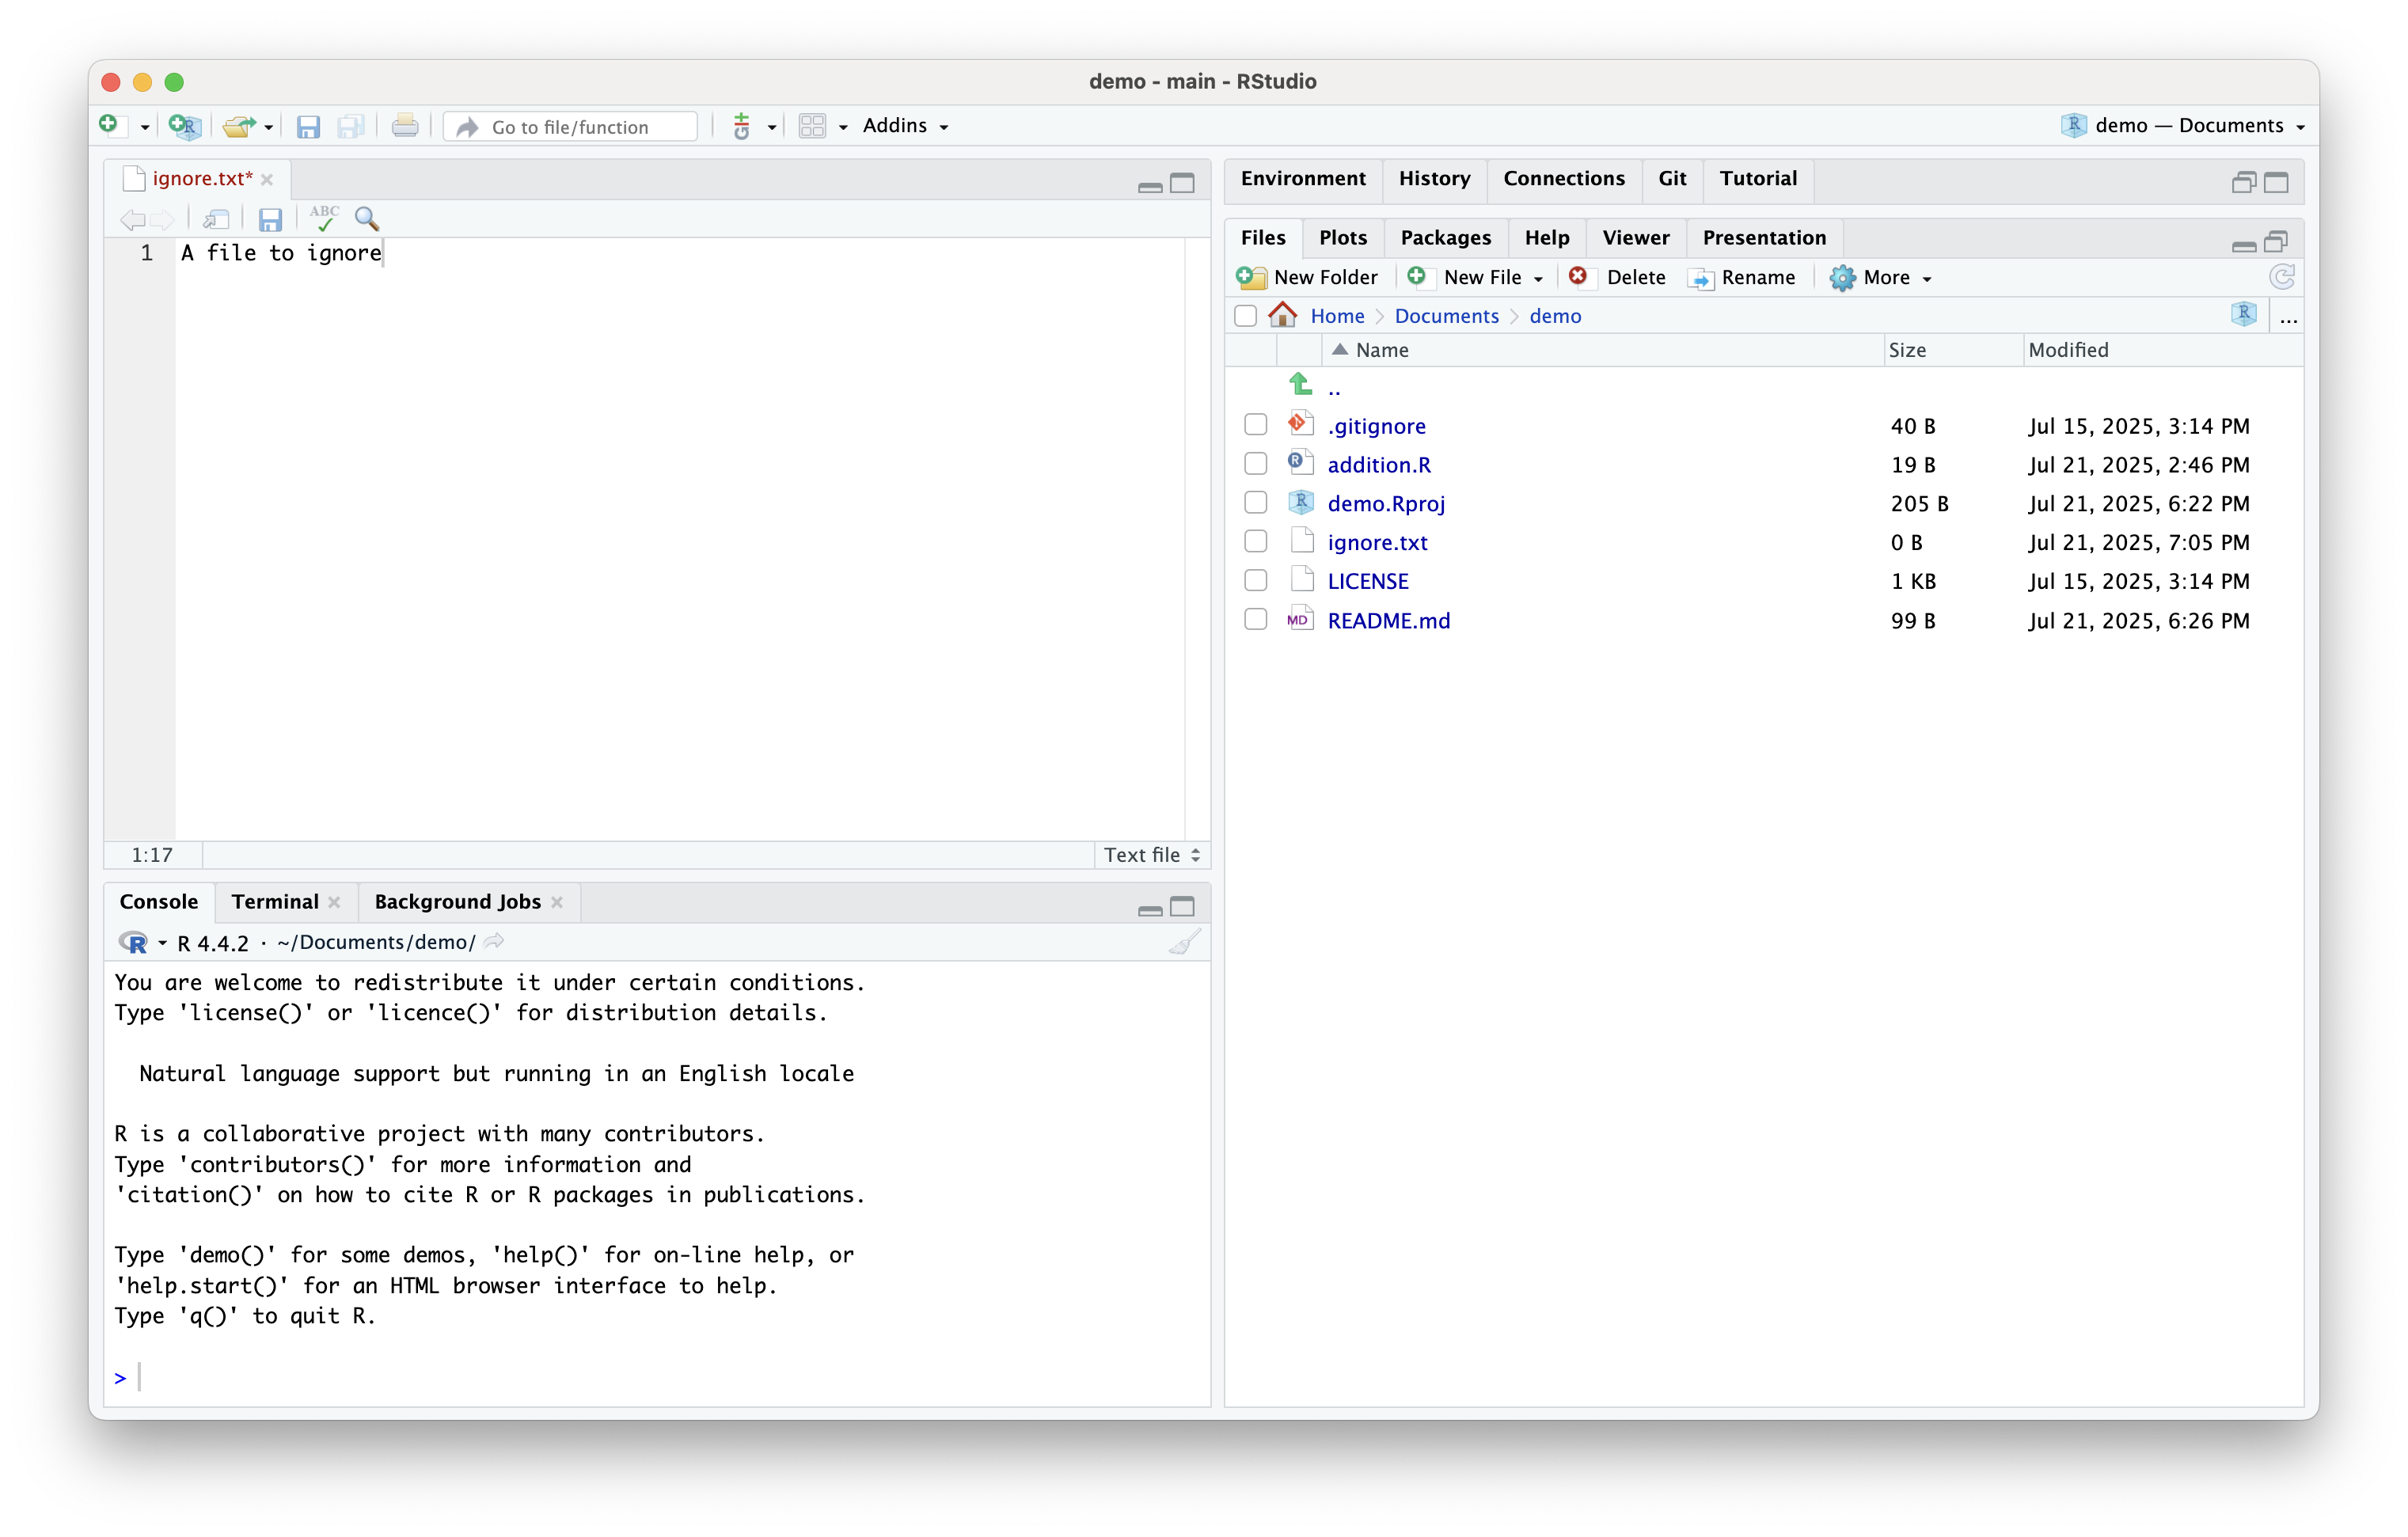 demo - main - RStudio
Go to file/function
Addins
demo — Documents
ignore.txt*
ABC
1 A file to ignore
1:17
Text file
Console Terminal Background Jobs
R R 4.4.2 · ~/Documents/demo/
You are welcome to redistribute it under certain conditions.
Type 'license()' or 'licence()' for distribution details.
Natural language support but running in an English locale
R is a collaborative project with many contributors.
Type 'contributors()' for more information and
'citation()' on how to cite R or R packages in publications.
Type 'demo()' for some demos, 'help()' for on-line help, or
'help.start()' for an HTML browser interface to help.
Type 'q()' to quit R.
>
Environment History Connections Git Tutorial
Files Plots Packages Help Viewer Presentation
New Folder New File Delete Rename More
Home Documents demo R ...
Name Size Modified
..
.gitignore 40 B Jul 15, 2025, 3:14 PM
R addition.R 19 B Jul 21, 2025, 2:46 PM
R demo.Rproj 205 B Jul 21, 2025, 6:22 PM
ignore.txt 0 B Jul 21, 2025, 7:05 PM
LICENSE 1 KB Jul 15, 2025, 3:14 PM
MD README.md 99 B Jul 21, 2025, 6:26 PM